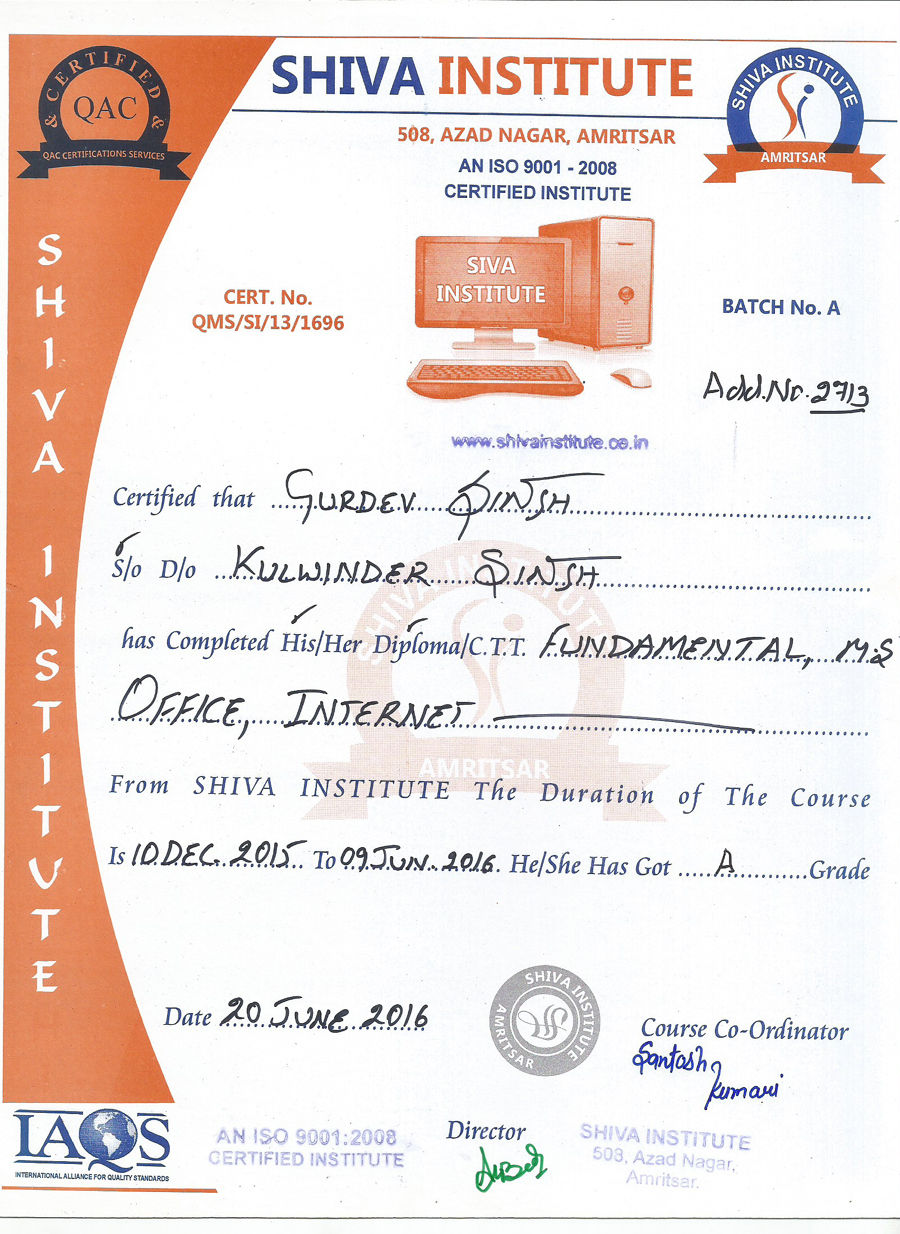 CERTIFIED
& &
QAC
QAC CERTIFICATIONS SERVICES
SHIVA INSTITUTE
508, AZAD NAGAR, AMRITSAR
AN ISO 9001 - 2008
CERTIFIED INSTITUTE
SHIVA INSTITUTE
AMRITSAR
SHIVA INSTITUTE
SIVA
INSTITUTE
CERT. No.
QMS/SI/13/1696
BATCH No. A
Add.No. 2713
www.shivainstitute.co.in
Certified that GURDEV SINGH
S/o D/o KULWINDER SINGH
has Completed His/Her Diploma/C.T.T. FUNDAMENTAL, M.S
OFFICE, INTERNET
SHIVA INSTITUTE
AMRITSAR
From SHIVA INSTITUTE The Duration of The Course
Is 10.DEC. 2015 To 09.JUN. 2016. He/She Has Got A Grade
Date 20 JUNE 2016
SHIVA INSTITUTE
AMRITSAR
Course Co-Ordinator
Santosh
Kumari
IAQS
INTERNATIONAL ALLIANCE FOR QUALITY STANDARDS
AN ISO 9001:2008
CERTIFIED INSTITUTE
Director
SHIVA INSTITUTE
508, Azad Nagar,
Amritsar.